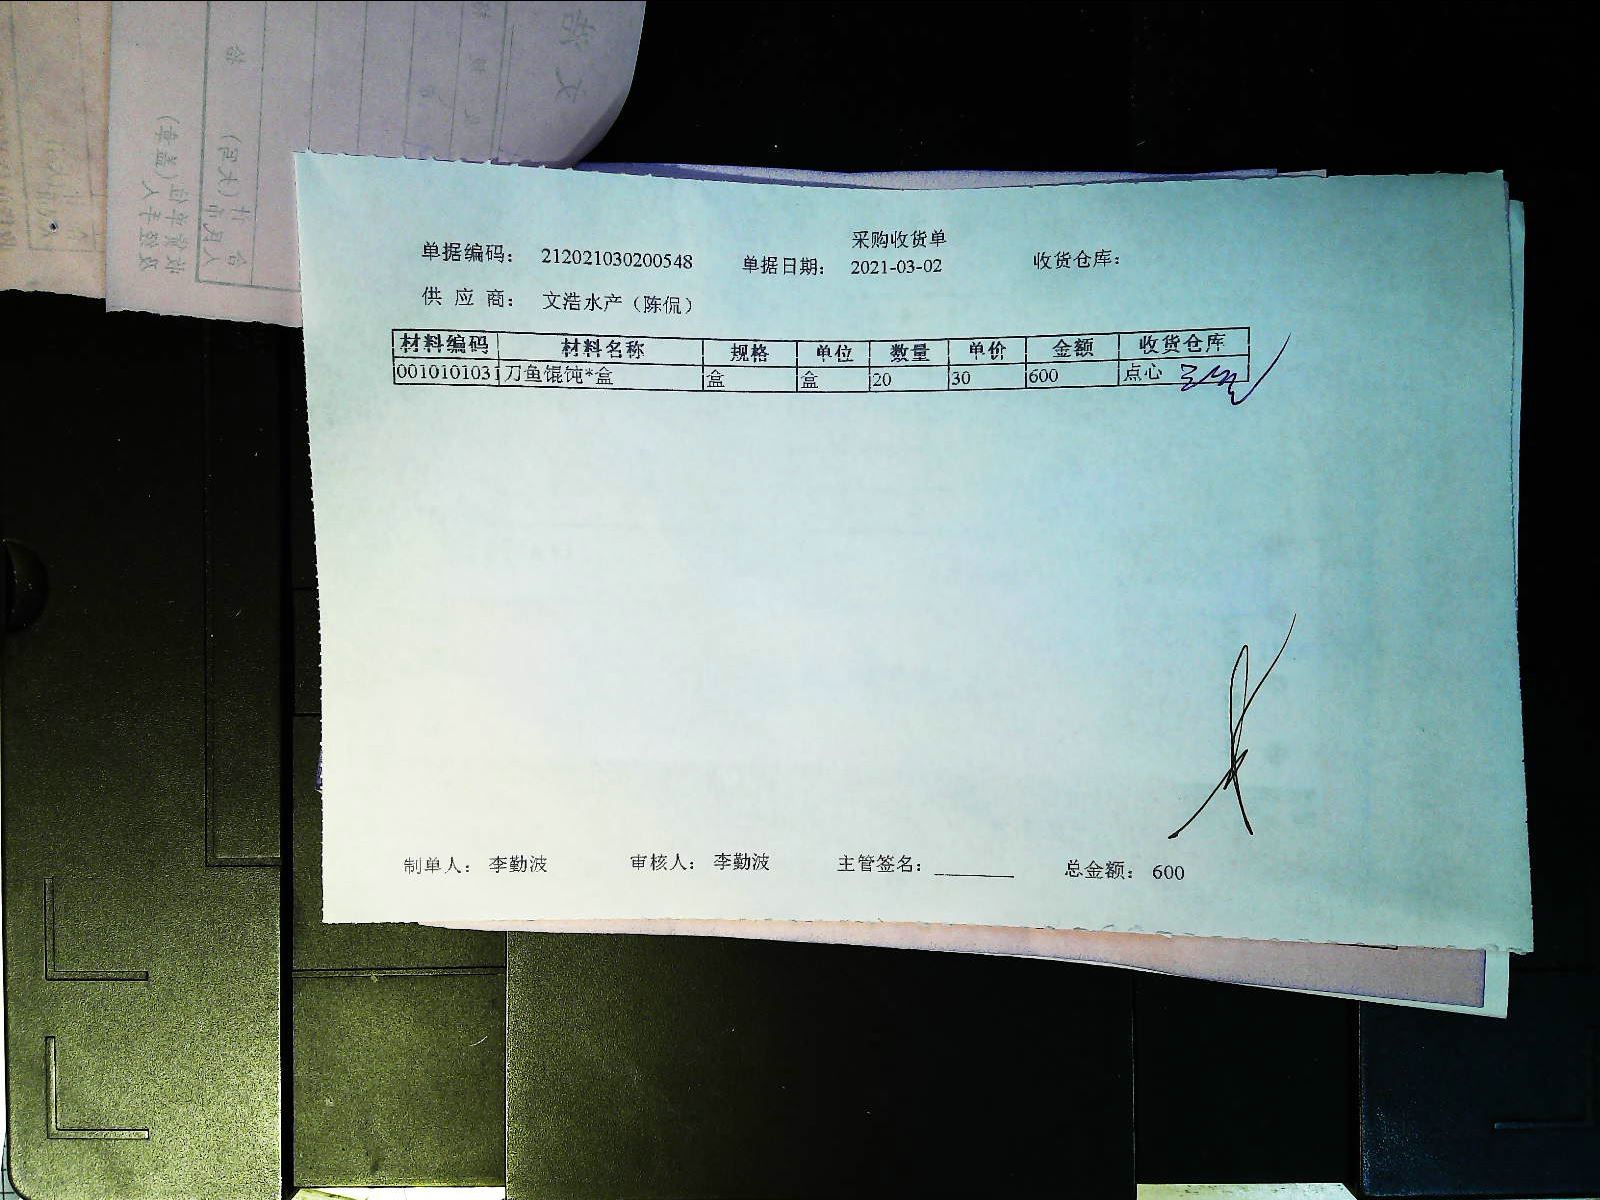 采购收货单
单据编码： 212021030200548 单据日期： 2021-03-02 收货仓库：
供 应 商： 文浩水产（陈侃）
材料编码 材料名称 规格 单位 数量 单价 金额 收货仓库
001010103 刀鱼馄饨*盒 盒 盒 20 30 600 点心
制单人： 李勤波 审核人： 李勤波 主管签名： ________ 总金额： 600